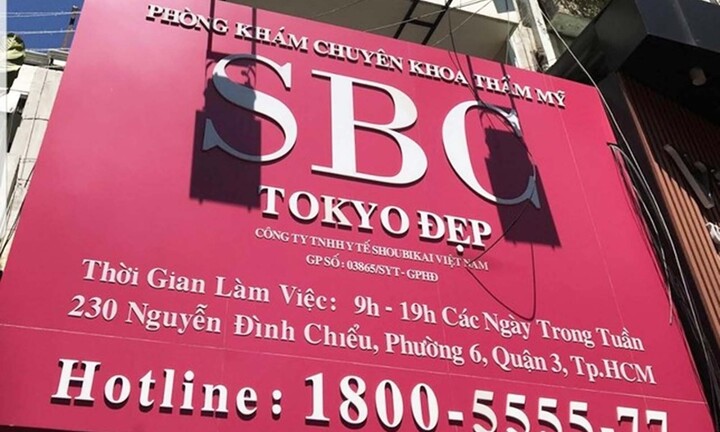 PHÒNG KHÁM CHUYÊN KHOA THẨM MỸ
SBC
TOKYO ĐẸP
CÔNG TY TNHH Y TẾ SHOUBIKAI VIỆT NAM
GP SỐ : 03865/SYT - GPHĐ
Thời Gian Làm Việc: 9h - 19h Các Ngày Trong Tuần
230 Nguyễn Đình Chiểu, Phường 6, Quận 3, Tp.HCM
Hotline: 1800-5555-77